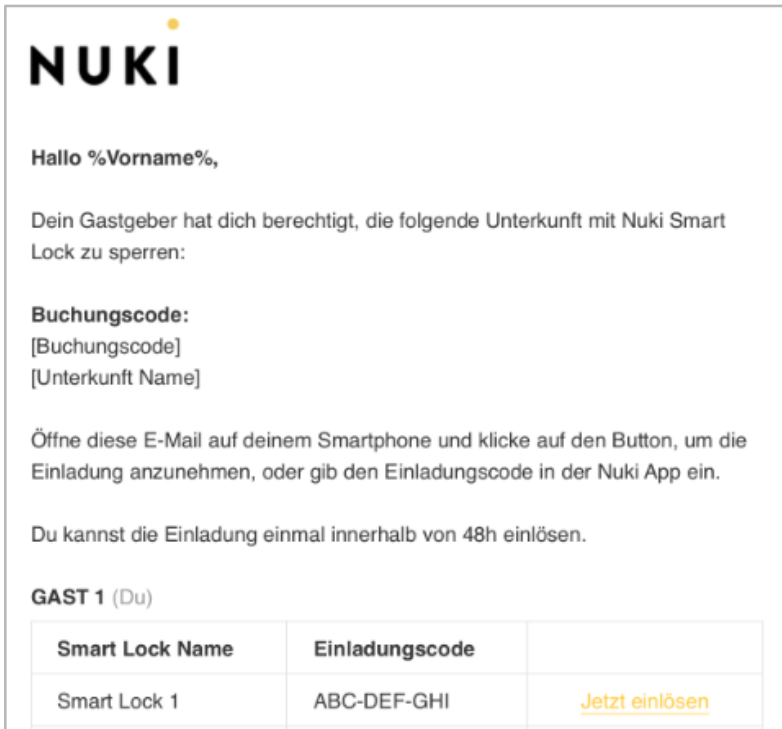 NUKI
Hallo %Vorname%,
Dein Gastgeber hat dich berechtigt, die folgende Unterkunft mit Nuki Smart
Lock zu sperren:
Buchungscode:
[Buchungscode]
[Unterkunft Name]
Öffne diese E-Mail auf deinem Smartphone und klicke auf den Button, um die
Einladung anzunehmen, oder gib den Einladungscode in der Nuki App ein.
Du kannst die Einladung einmal innerhalb von 48h einlösen.
GAST 1 (Du)
Smart Lock Name Einladungscode
Smart Lock 1 ABC-DEF-GHI Jetzt einlösen